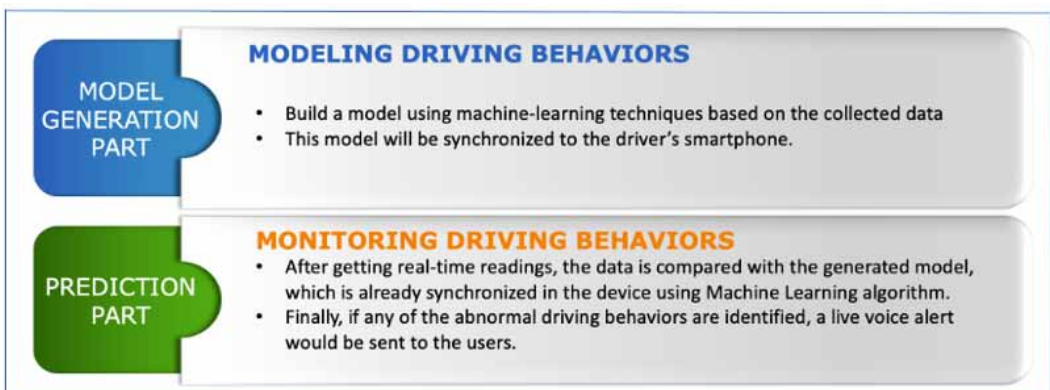 MODEL
GENERATION
PART
MODELING DRIVING BEHAVIORS
• Build a model using machine-learning techniques based on the collected data
• This model will be synchronized to the driver's smartphone.
PREDICTION
PART
MONITORING DRIVING BEHAVIORS
• After getting real-time readings, the data is compared with the generated model,
which is already synchronized in the device using Machine Learning algorithm.
• Finally, if any of the abnormal driving behaviors are identified, a live voice alert
would be sent to the users.